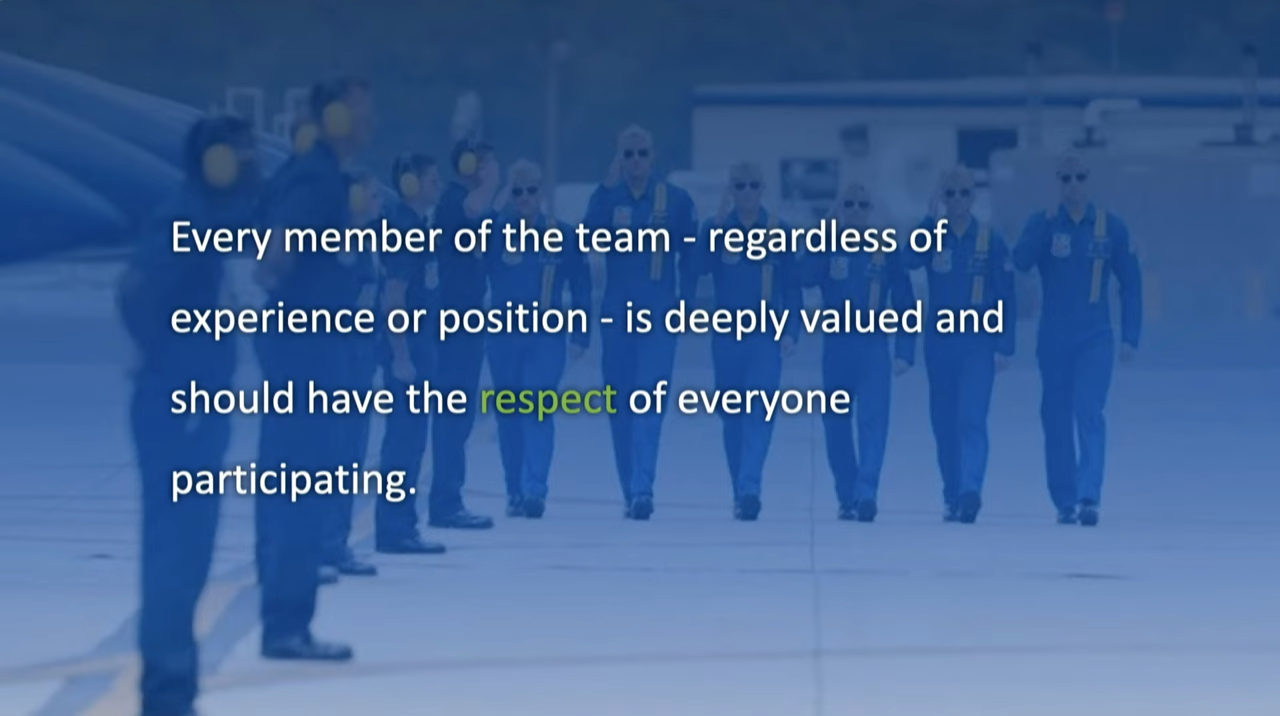 Every member of the team - regardless of
experience or position - is deeply valued and
should have the respect of everyone
participating.